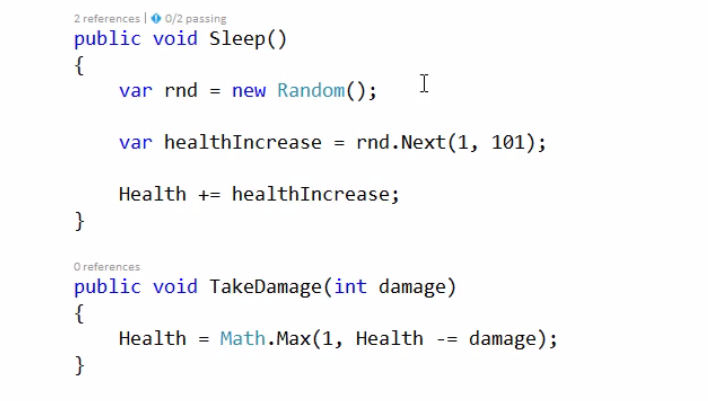 2 references | 0/2 passing
public void Sleep()
{
    var rnd = new Random();
    var healthIncrease = rnd.Next(1, 101);
    Health += healthIncrease;
}
0 references
public void TakeDamage(int damage)
{
    Health = Math.Max(1, Health -= damage);
}